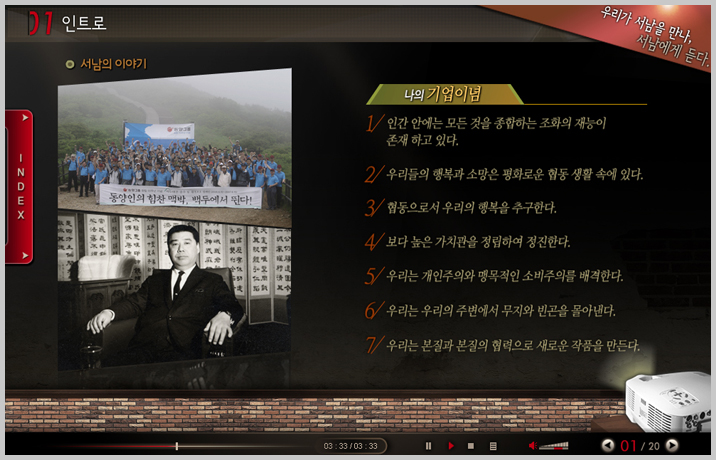 01 인트로
우리가 서남을 만나,
서남에게 듣다.
서남의 이야기
INDEX
동양인의 힘찬 맥박, 백두에서 뛴다!
나의 기업이념
1/ 인간 안에는 모든 것을 종합하는 조화의 재능이
존재 하고 있다.
2/ 우리들의 행복과 소망은 평화로운 협동 생활 속에 있다.
3/ 협동으로서 우리의 행복을 추구한다.
4/ 보다 높은 가치관을 정립하여 정진한다.
5/ 우리는 개인주의와 맹목적인 소비주의를 배격한다.
6/ 우리는 우리의 주변에서 무지와 빈곤을 몰아낸다.
7/ 우리는 본질과 본질의 협력으로 새로운 작품을 만든다.
03 : 33 / 03 : 33
01 / 20